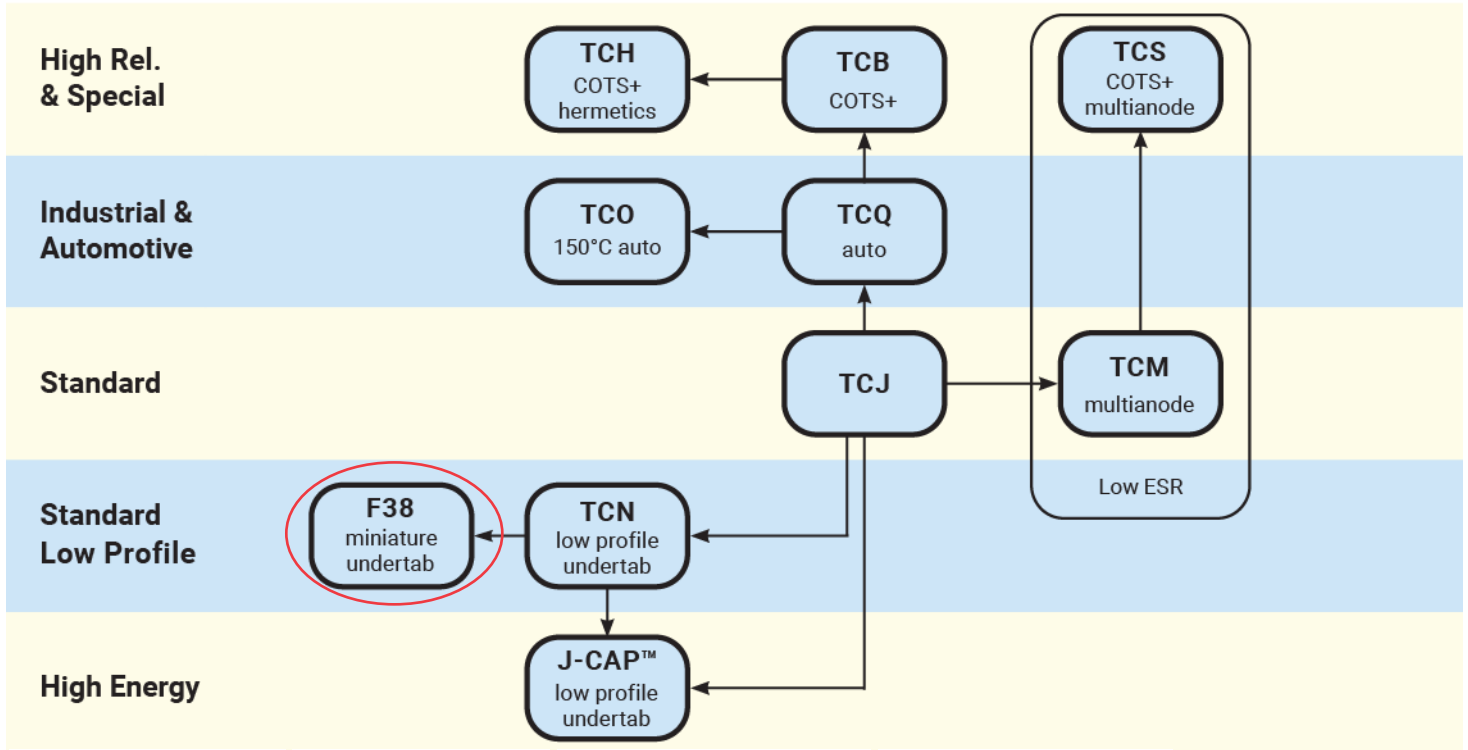 High Rel.
& Special
TCH
COTS+
hermetics
TCB
COTS+
TCS
COTS+
multianode
Industrial &
Automotive
TCO
150°C auto
TCQ
auto
Standard
TCJ
TCM
multianode
Low ESR
Standard
Low Profile
F38
miniature
undertab
TCN
low profile
undertab
High Energy
J-CAP™
low profile
undertab